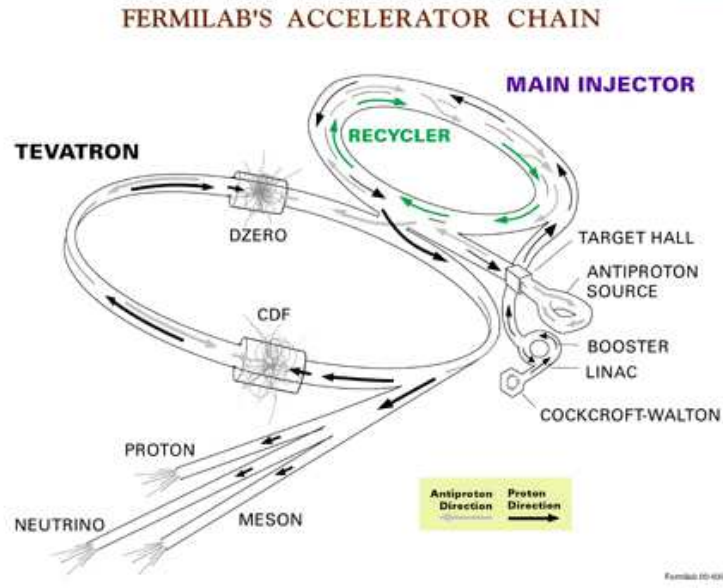 FERMILAB'S ACCELERATOR CHAIN
MAIN INJECTOR
RECYCLER
TEVATRON
DZERO
TARGET HALL
ANTIPROTON
SOURCE
CDF
BOOSTER
LINAC
COCKCROFT-WALTON
PROTON
NEUTRINO
MESON
Antiproton Proton
Direction Direction
Fermilab